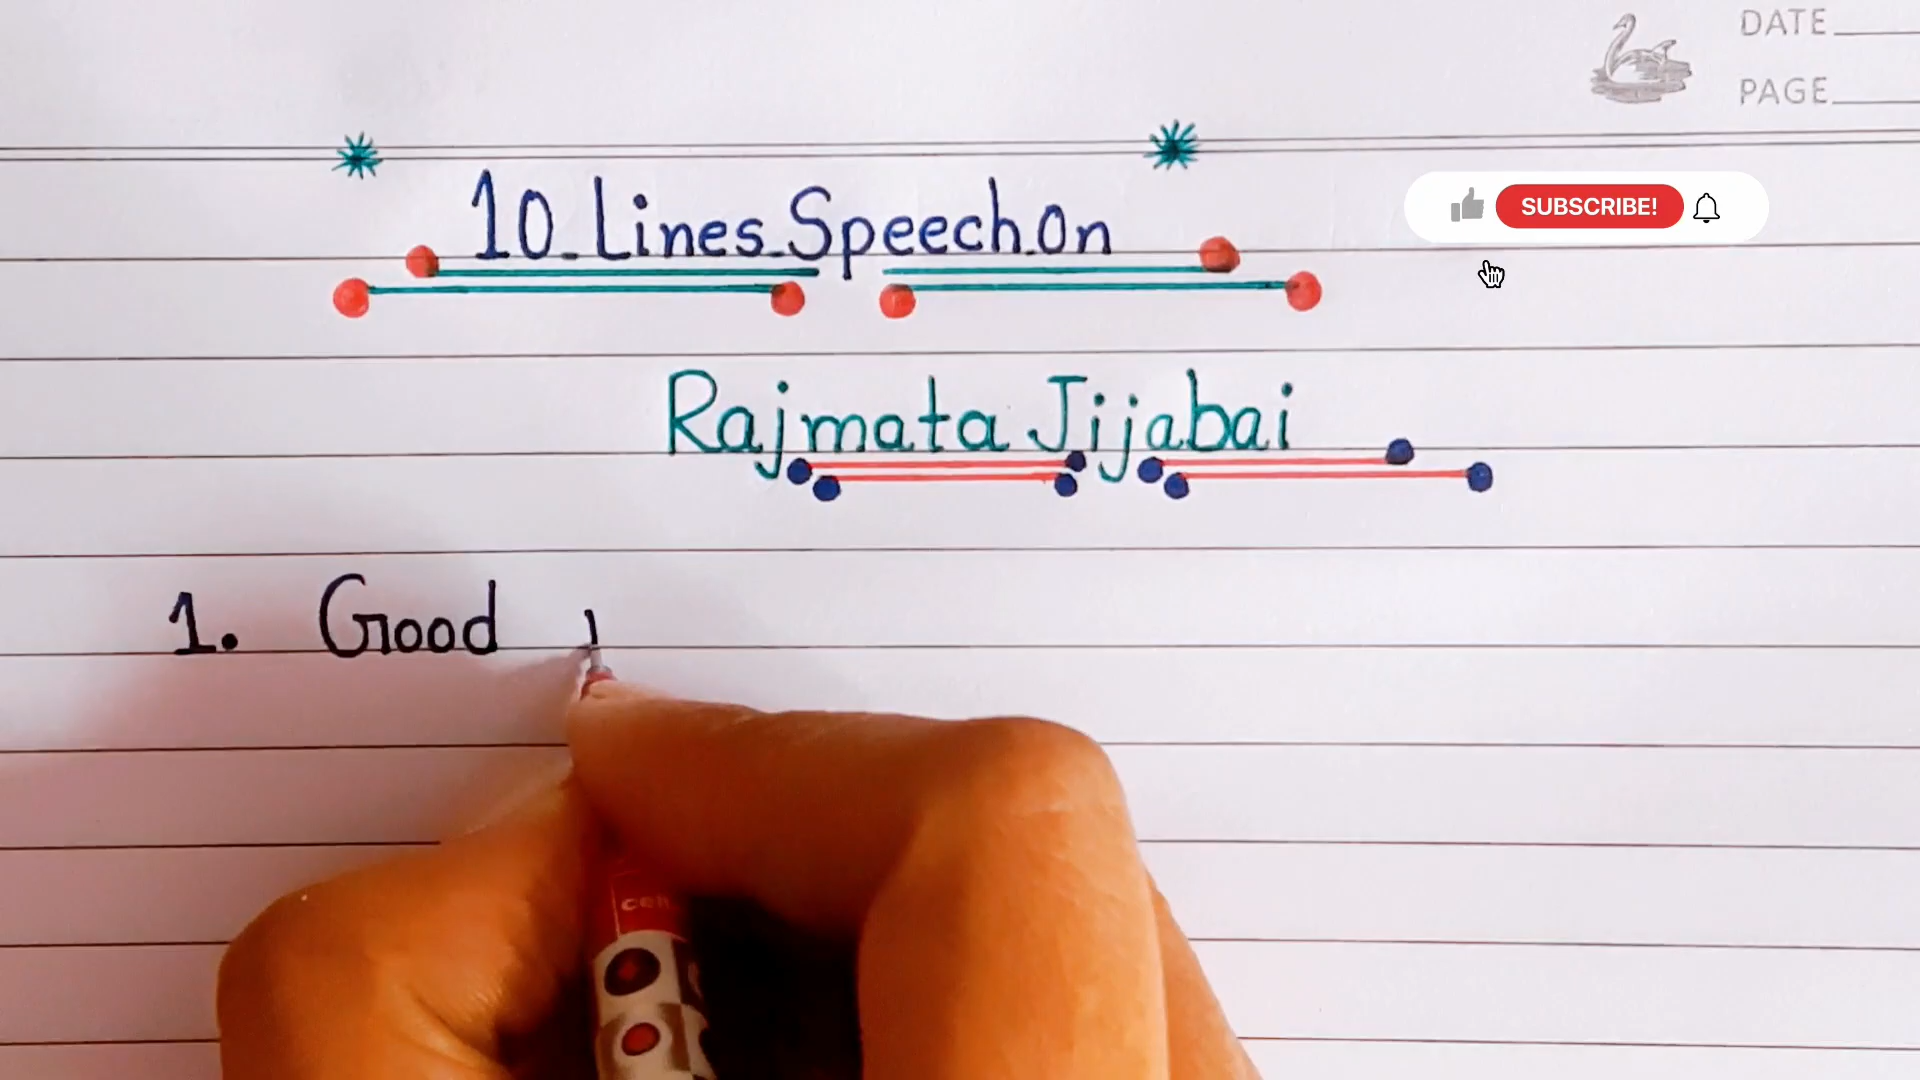 DATE
PAGE
10 Lines Speech On
SUBSCRIBE!
Rajmata Jijabai
1. Good